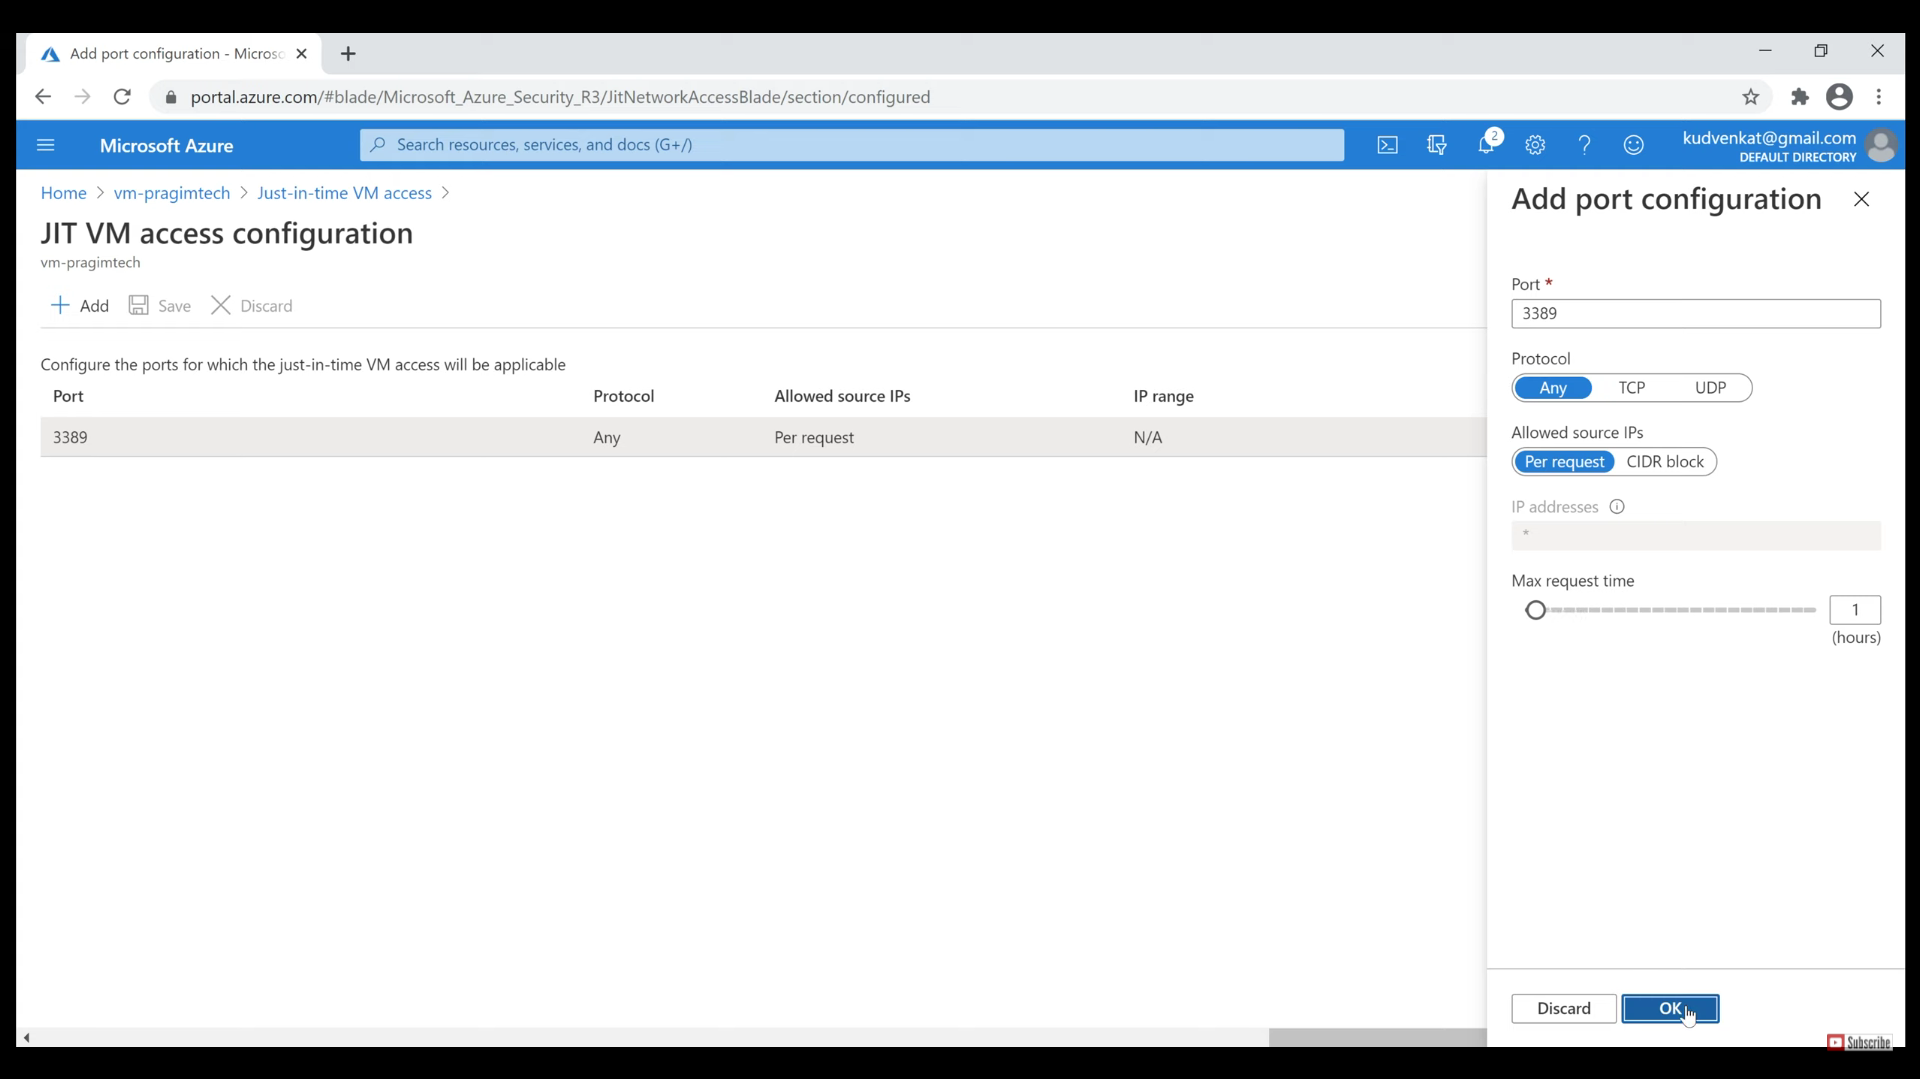 Add port configuration - Microso
portal.azure.com/#blade/Microsoft_Azure_Security_R3/JitNetworkAccessBlade/section/configured
Microsoft Azure
Search resources, services, and docs (G+/)
2
kudvenkat@gmail.com
DEFAULT DIRECTORY
Home > vm-pragimtech > Just-in-time VM access >
JIT VM access configuration
vm-pragimtech
Add Save Discard
Configure the ports for which the just-in-time VM access will be applicable
Port Protocol Allowed source IPs IP range
3389 Any Per request N/A
Add port configuration
Port *
3389
Protocol
Any TCP UDP
Allowed source IPs
Per request CIDR block
IP addresses
*
Max request time
1
(hours)
Discard OK
Subscribe